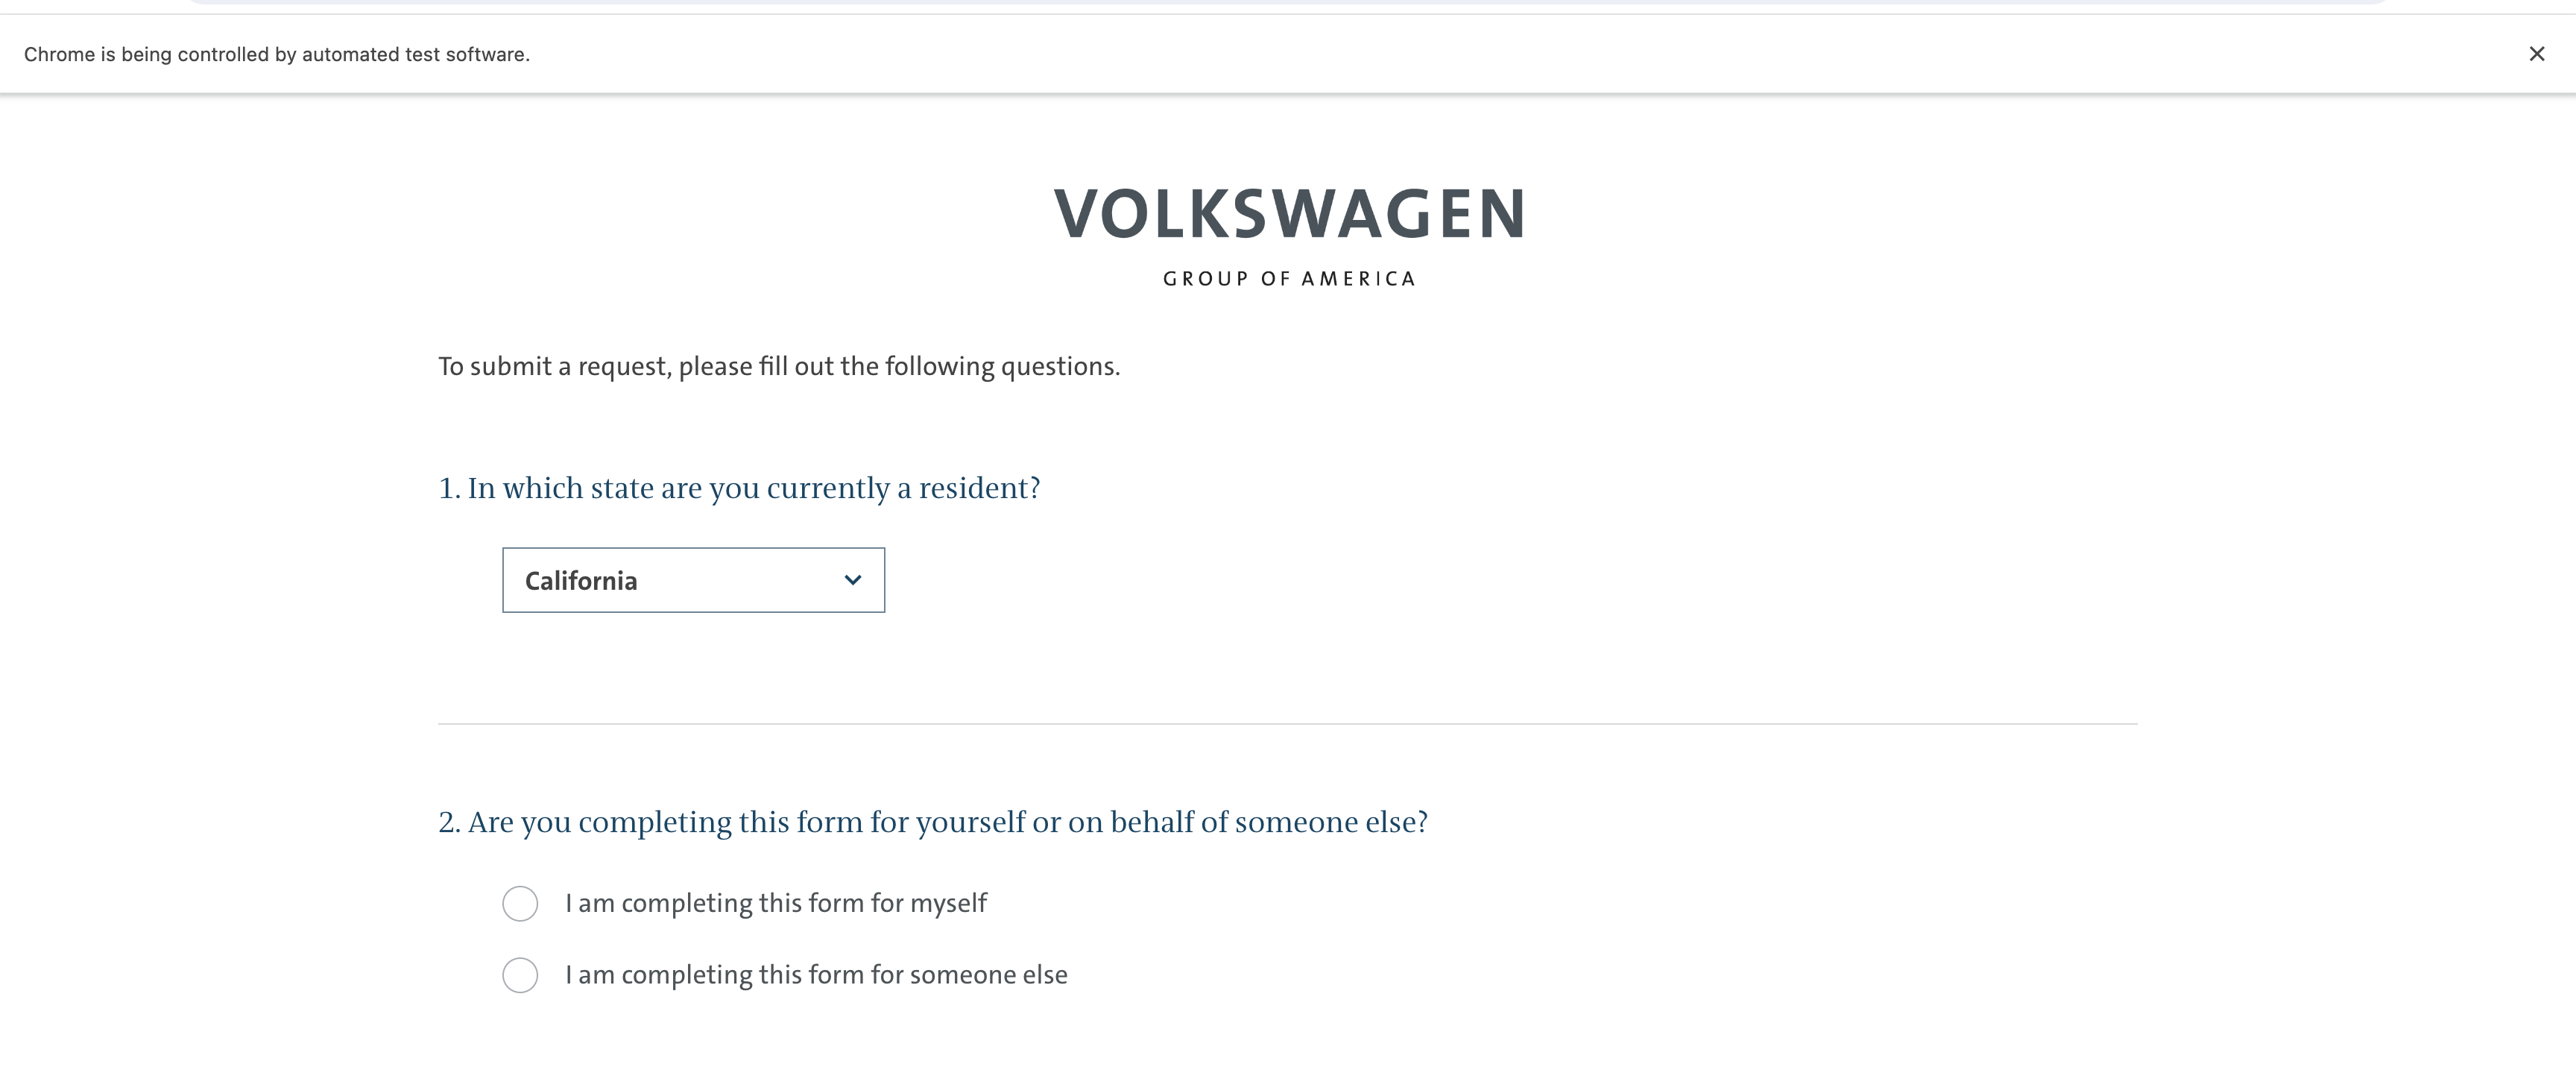 Chrome is being controlled by automated test software.
VOLKSWAGEN
GROUP OF AMERICA
To submit a request, please fill out the following questions.
1. In which state are you currently a resident?
California
2. Are you completing this form for yourself or on behalf of someone else?
I am completing this form for myself
I am completing this form for someone else